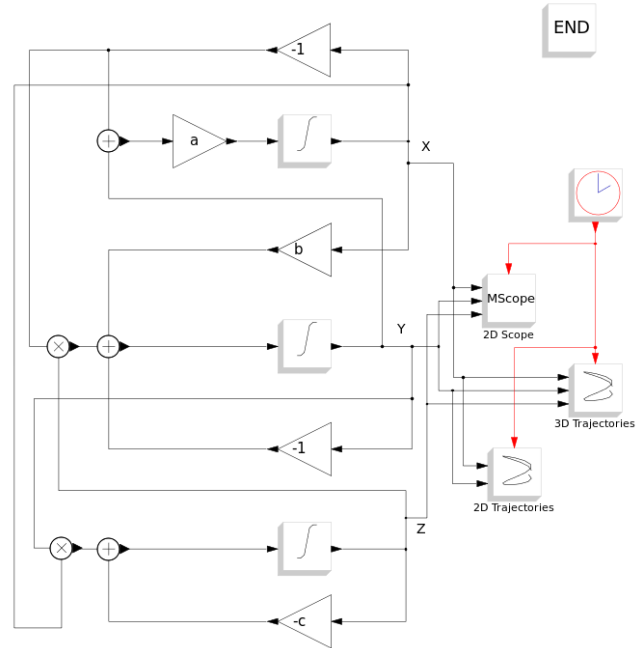 END
-1
a
X
b
MScope
Y
2D Scope
3D Trajectories
-1
2D Trajectories
Z
-c